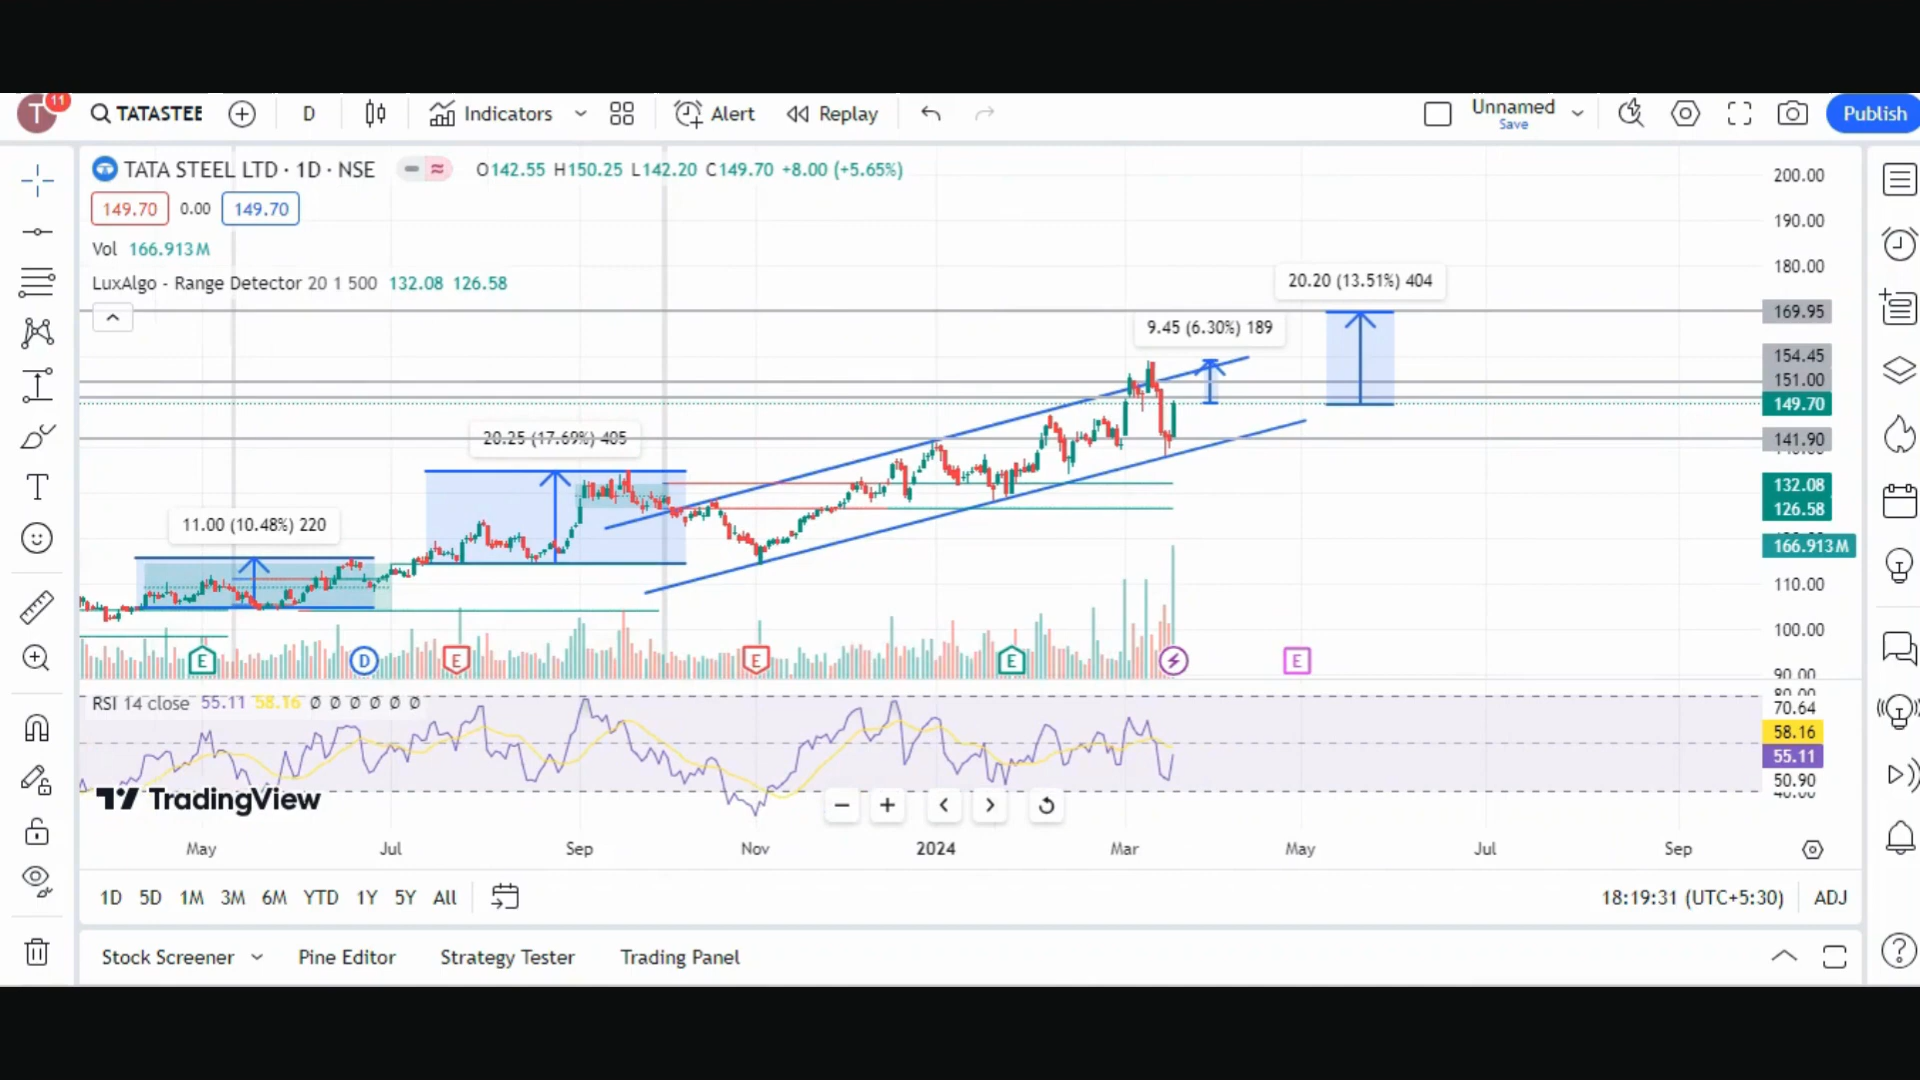 T 11 TATASTEE D Indicators Alert Replay Unnamed Save Publish
TATA STEEL LTD · 1D · NSE O142.55 H150.25 L142.20 C149.70 +8.00 (+5.65%)
149.70 0.00 149.70
Vol 166.913M
LuxAlgo - Range Detector 20 1 500 132.08 126.58
20.20 (13.51%) 404
9.45 (6.30%) 189
20.25 (17.69%) 405
11.00 (10.48%) 220
200.00
190.00
180.00
169.95
154.45
151.00
149.70
141.90
132.08
126.58
166.913M
110.00
100.00
90.00
E D E E E E
RSI 14 close 55.11 58.16 Ø Ø Ø Ø Ø Ø
80.00
70.64
58.16
55.11
50.90
40.00
TradingView
May Jul Sep Nov 2024 Mar May Jul Sep
1D 5D 1M 3M 6M YTD 1Y 5Y All 18:19:31 (UTC+5:30) ADJ
Stock Screener Pine Editor Strategy Tester Trading Panel